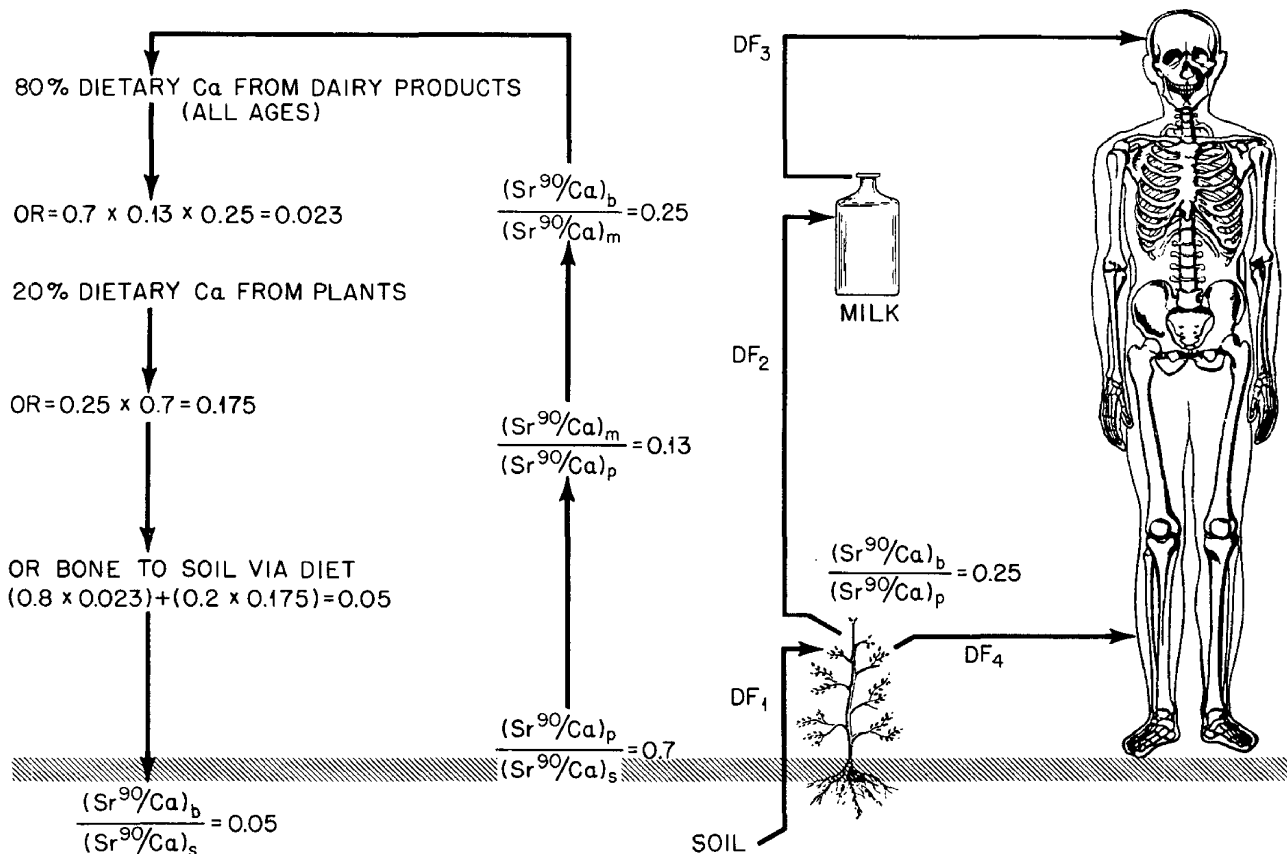 80% DIETARY Ca FROM DAIRY PRODUCTS
(ALL AGES)
OR=0.7 x 0.13 x 0.25=0.023
20% DIETARY Ca FROM PLANTS
OR=0.25 x 0.7=0.175
OR BONE TO SOIL VIA DIET
(0.8 x 0.023)+(0.2 x 0.175)=0.05
(Sr⁹⁰/Ca)b
(Sr⁹⁰/Ca)s
=0.05
(Sr⁹⁰/Ca)b
(Sr⁹⁰/Ca)m
=0.25
(Sr⁹⁰/Ca)m
(Sr⁹⁰/Ca)p
=0.13
(Sr⁹⁰/Ca)p
(Sr⁹⁰/Ca)s
=0.7
DF₃
MILK
DF₂
(Sr⁹⁰/Ca)b
(Sr⁹⁰/Ca)p
=0.25
DF₄
DF₁
SOIL